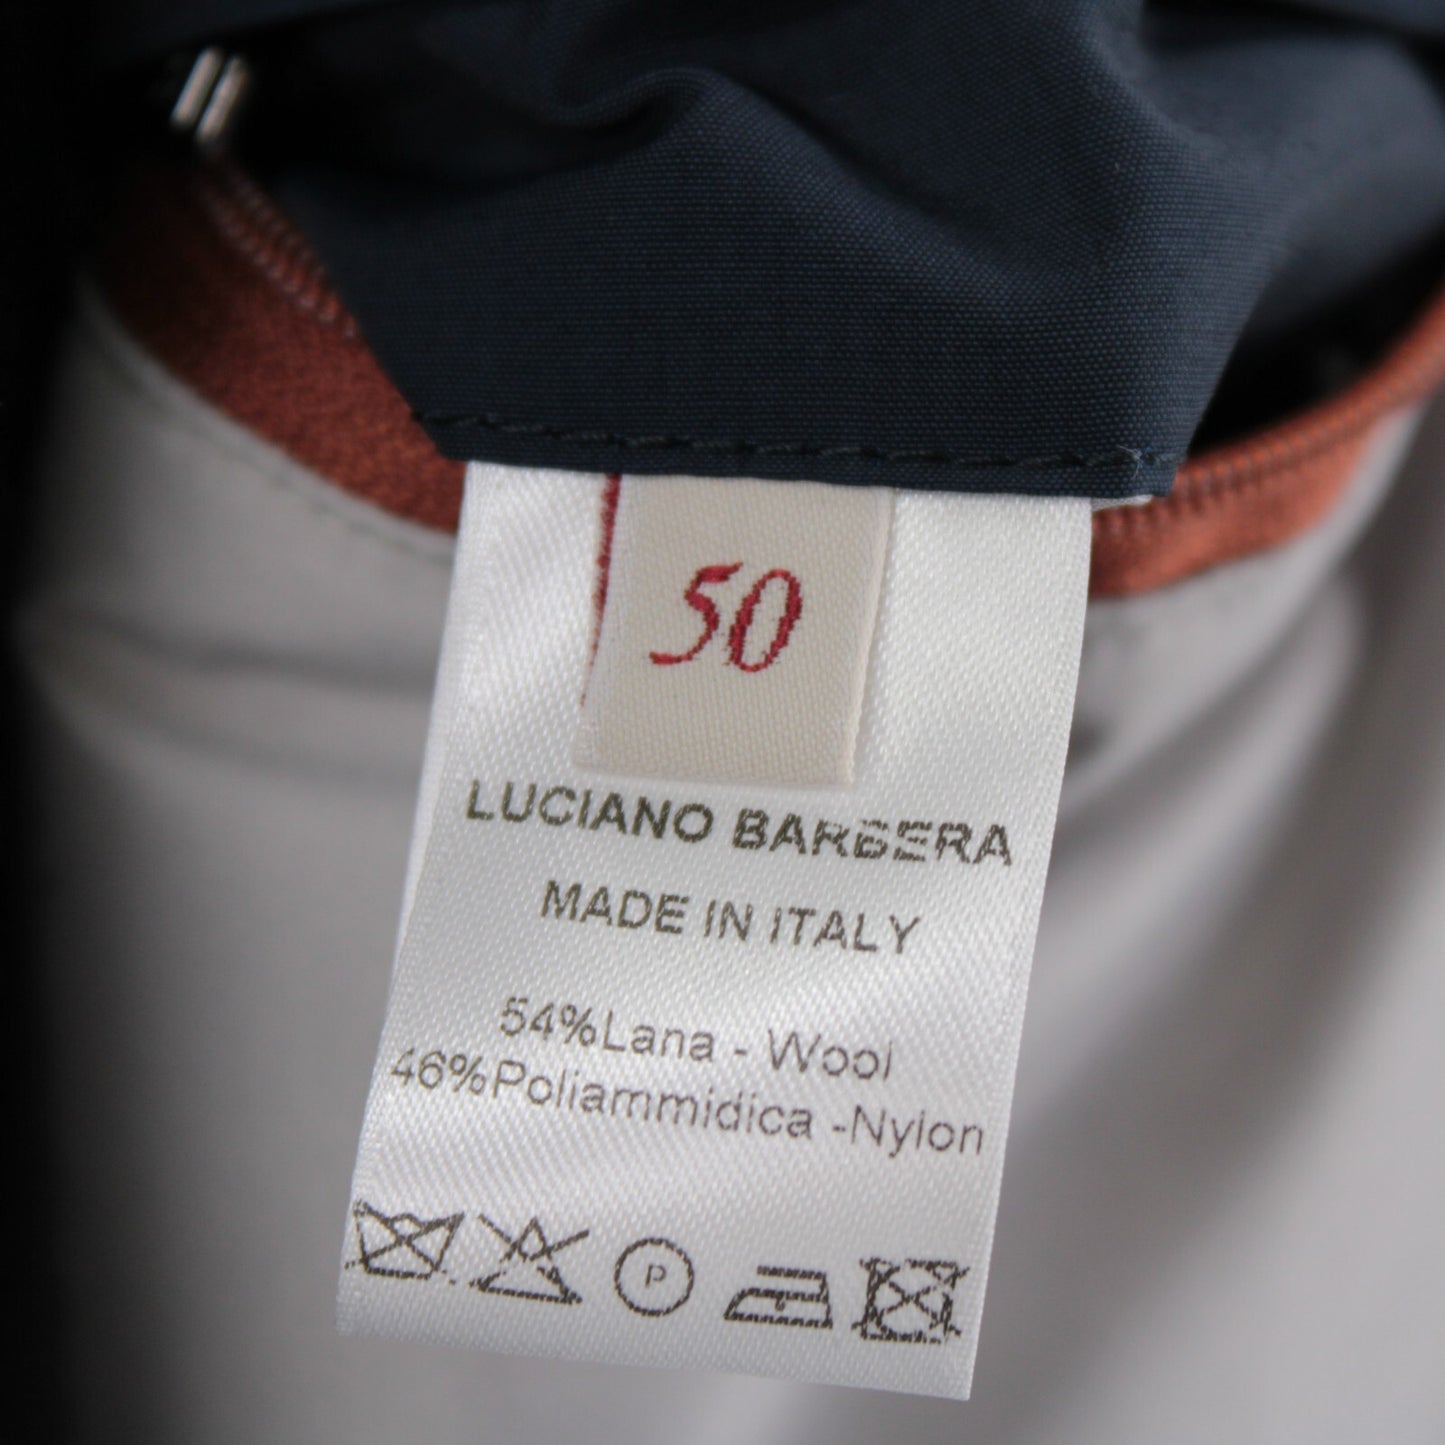 50
LUCIANO BARBERA
MADE IN ITALY
54%Lana - Wool
46%Poliammidica -Nylon
P